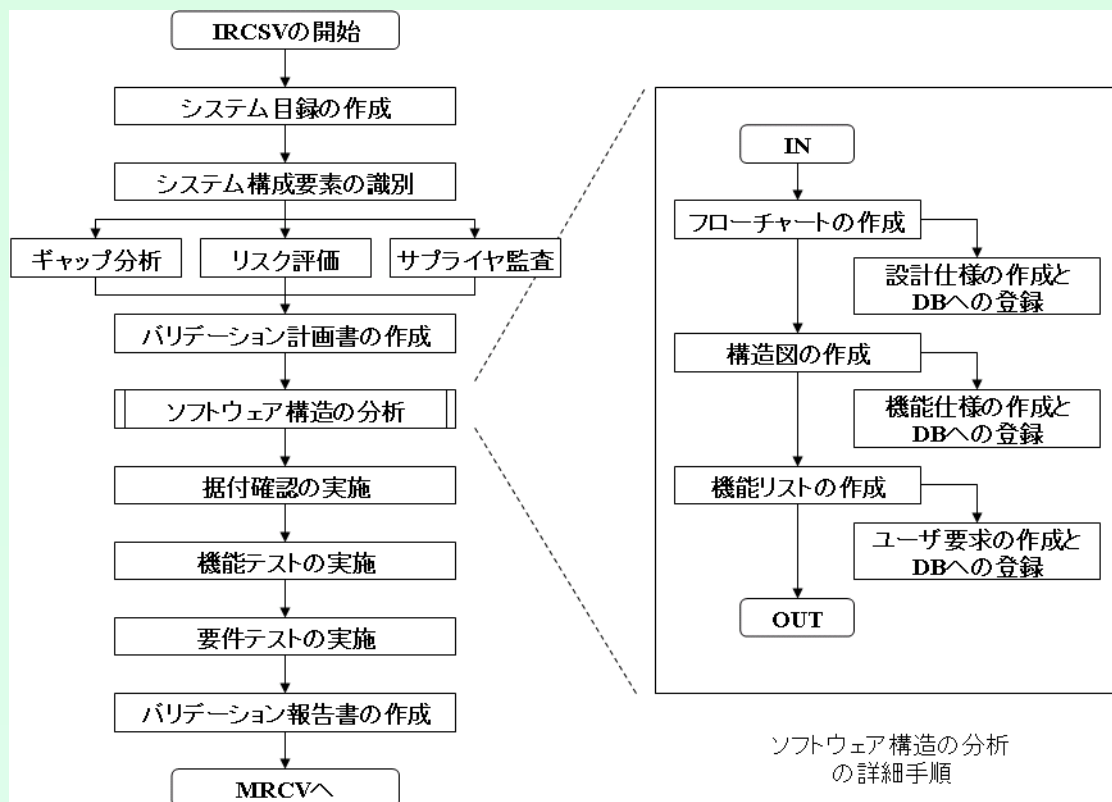 IRCSVの開始
システム目録の作成
システム構成要素の識別
ギャップ分析
リスク評価
サプライヤ監査
バリデーション計画書の作成
ソフトウェア構造の分析
据付確認の実施
機能テストの実施
要件テストの実施
バリデーション報告書の作成
MRCVへ
IN
フローチャートの作成
設計仕様の作成と
DBへの登録
構造図の作成
機能仕様の作成と
DBへの登録
機能リストの作成
ユーザ要求の作成と
DBへの登録
OUT
ソフトウェア構造の分析
の詳細手順